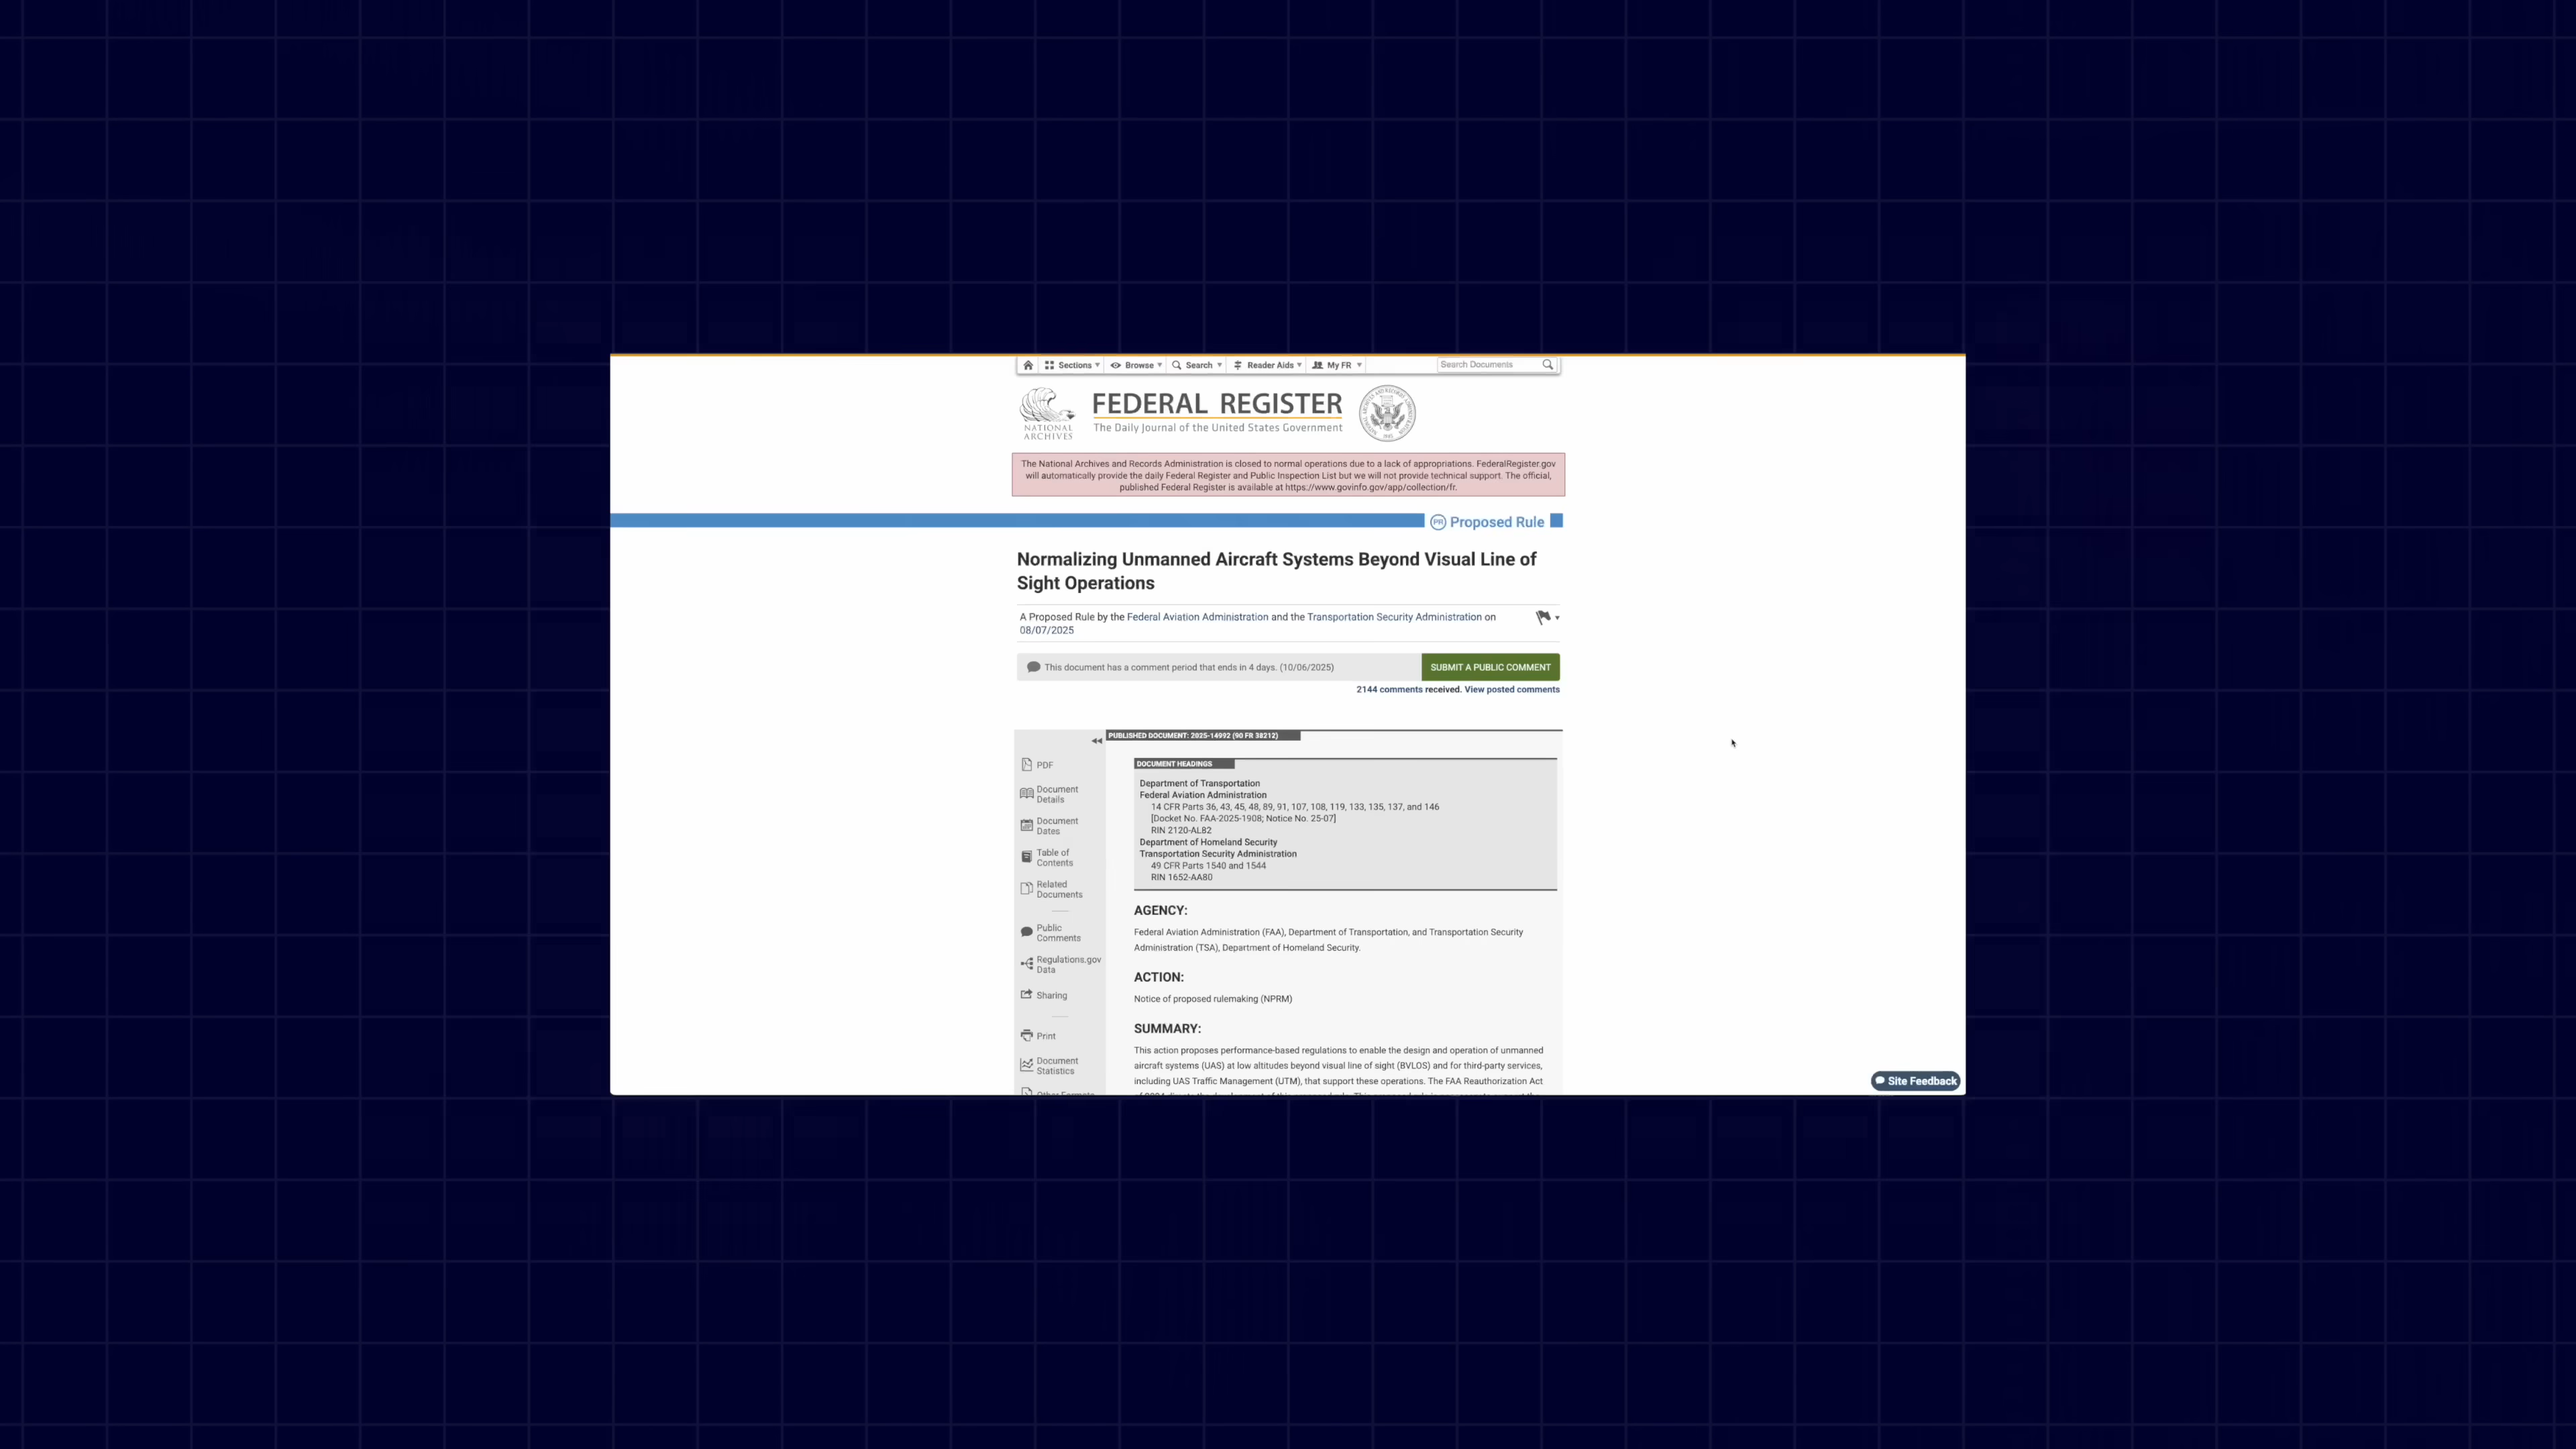 Sections Browse Search Reader Aids My FR Search Documents
NATIONAL
ARCHIVES
FEDERAL REGISTER
The Daily Journal of the United States Government
The National Archives and Records Administration is closed to normal operations due to a lack of appropriations. FederalRegister.gov
will automatically provide the daily Federal Register and Public Inspection List but we will not provide technical support. The official,
published Federal Register is available at https://www.govinfo.gov/app/collection/fr.
PR Proposed Rule
Normalizing Unmanned Aircraft Systems Beyond Visual Line of
Sight Operations
A Proposed Rule by the Federal Aviation Administration and the Transportation Security Administration on
08/07/2025
This document has a comment period that ends in 4 days. (10/06/2025) SUBMIT A PUBLIC COMMENT
2144 comments received. View posted comments
PUBLISHED DOCUMENT: 2025-14992 (90 FR 38212)
PDF
Document
Details
Document
Dates
Table of
Contents
Related
Documents
Public
Comments
Regulations.gov
Data
Sharing
Print
Document
Statistics
Other Formats
DOCUMENT HEADINGS
Department of Transportation
Federal Aviation Administration
14 CFR Parts 36, 43, 45, 48, 89, 91, 107, 108, 119, 133, 135, 137, and 146
[Docket No. FAA-2025-1908; Notice No. 25-07]
RIN 2120-AL82
Department of Homeland Security
Transportation Security Administration
49 CFR Parts 1540 and 1544
RIN 1652-AA80
AGENCY:
Federal Aviation Administration (FAA), Department of Transportation, and Transportation Security
Administration (TSA), Department of Homeland Security.
ACTION:
Notice of proposed rulemaking (NPRM)
SUMMARY:
This action proposes performance-based regulations to enable the design and operation of unmanned
aircraft systems (UAS) at low altitudes beyond visual line of sight (BVLOS) and for third-party services,
including UAS Traffic Management (UTM), that support these operations. The FAA Reauthorization Act
Site Feedback